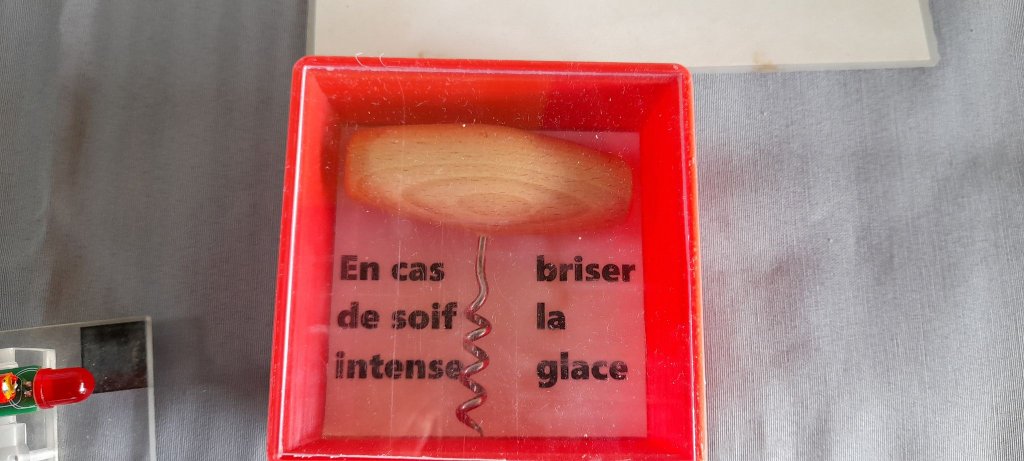 En cas briser
de soif la
intense glace